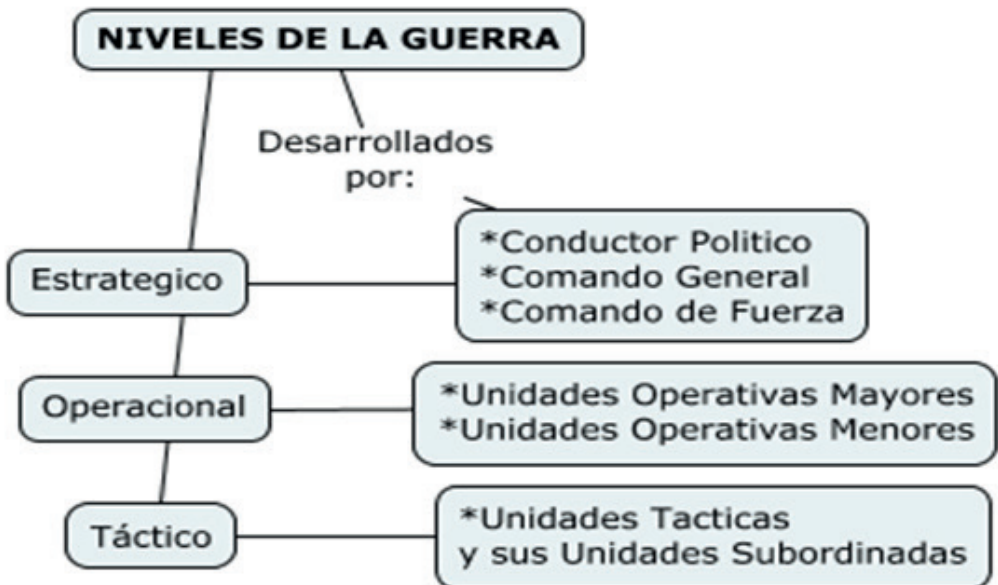 NIVELES DE LA GUERRA
Desarrollados
por:
Estrategico
*Conductor Politico
*Comando General
*Comando de Fuerza
Operacional
*Unidades Operativas Mayores
*Unidades Operativas Menores
Táctico
*Unidades Tacticas
y sus Unidades Subordinadas